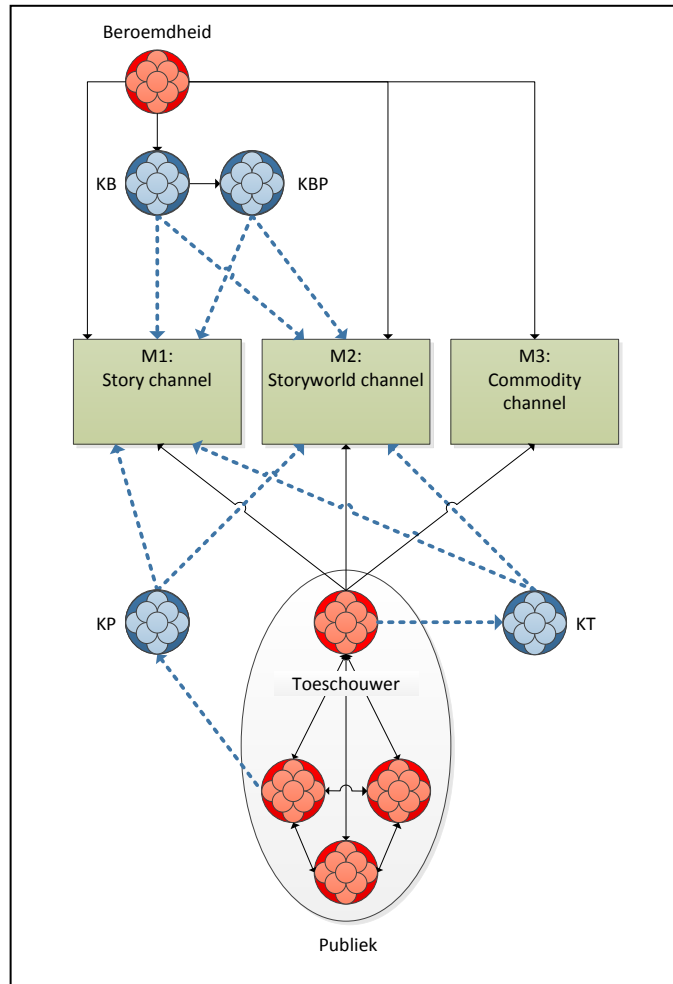 Beroemdheid
KB
KBP
M1:
Story channel
M2:
Storyworld channel
M3:
Commodity
channel
KP
KT
Toeschouwer
Publiek